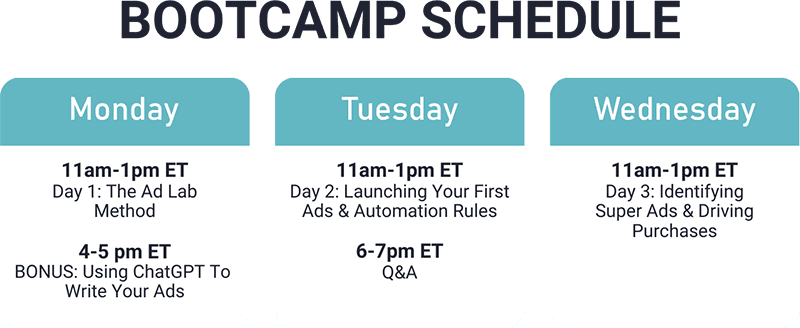 BOOTCAMP SCHEDULE
Monday
11am-1pm ET
Day 1: The Ad Lab
Method
4-5 pm ET
BONUS: Using ChatGPT To
Write Your Ads
Tuesday
11am-1pm ET
Day 2: Launching Your First
Ads & Automation Rules
6-7pm ET
Q&A
Wednesday
11am-1pm ET
Day 3: Identifying
Super Ads & Driving
Purchases